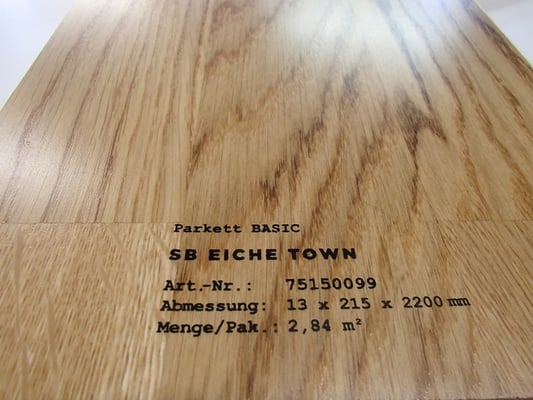 Parkett BASIC
SB EICHE TOWN
Art.-Nr.: 75150099
Abmessung: 13 x 215 x 2200 mm
Menge/Pak.: 2,84 m²